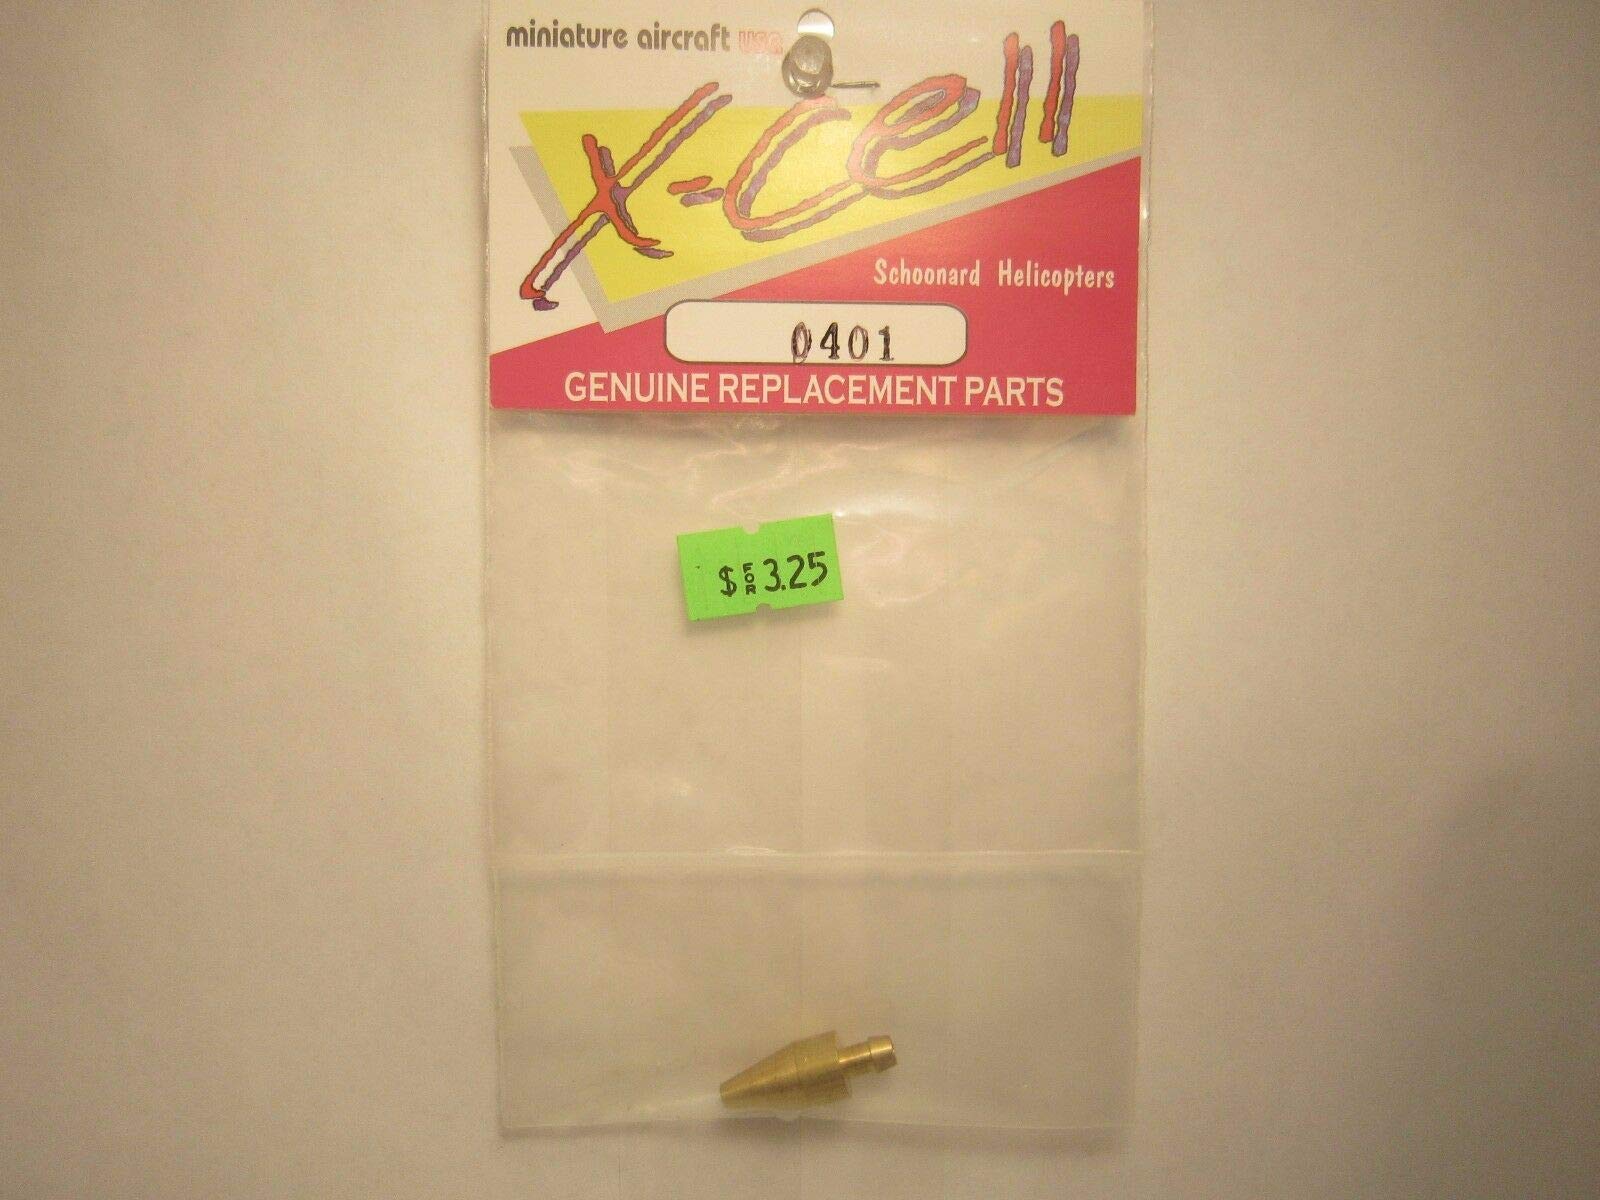 miniature aircraft USA
X-Cell
Schoonard Helicopters
0401
GENUINE REPLACEMENT PARTS
$ FOR 3.25